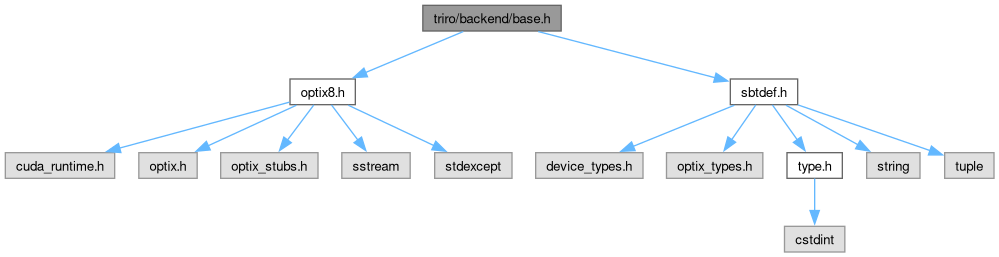 triro/backend/base.h
optix8.h
sbtdef.h
cuda_runtime.h
optix.h
optix_stubs.h
sstream
stdexcept
device_types.h
optix_types.h
type.h
string
tuple
cstdint